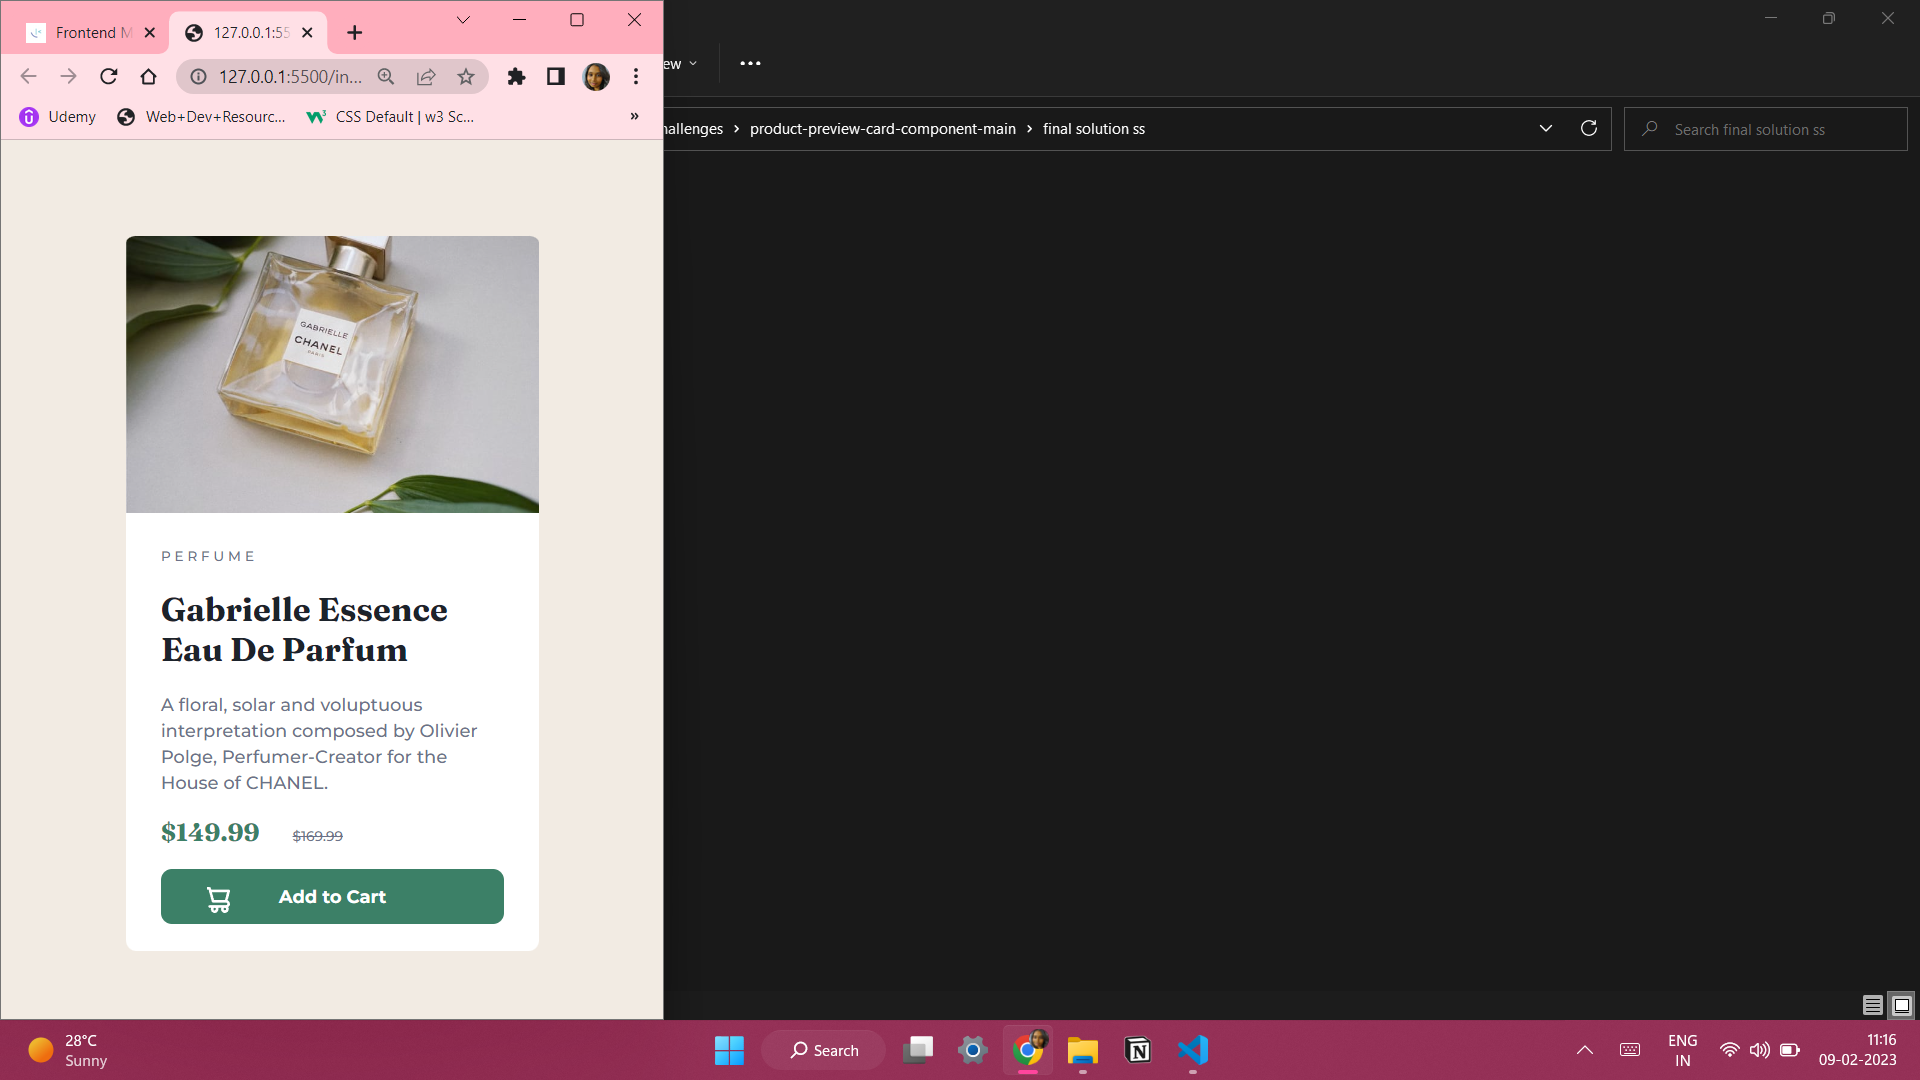 Frontend M
127.0.0.1:55
127.0.0.1:5500/in...
Udemy
Web+Dev+Resourc...
CSS Default | w3 Sc...
»
ew
hallenges
product-preview-card-component-main
final solution ss
Search final solution ss
GABRIELLE
CHANEL
PARIS
PERFUME
Gabrielle Essence
Eau De Parfum
A floral, solar and voluptuous
interpretation composed by Olivier
Polge, Perfumer-Creator for the
House of CHANEL.
$149.99 $169.99
Add to Cart
28°C
Sunny
Search
ENG
IN
11:16
09-02-2023